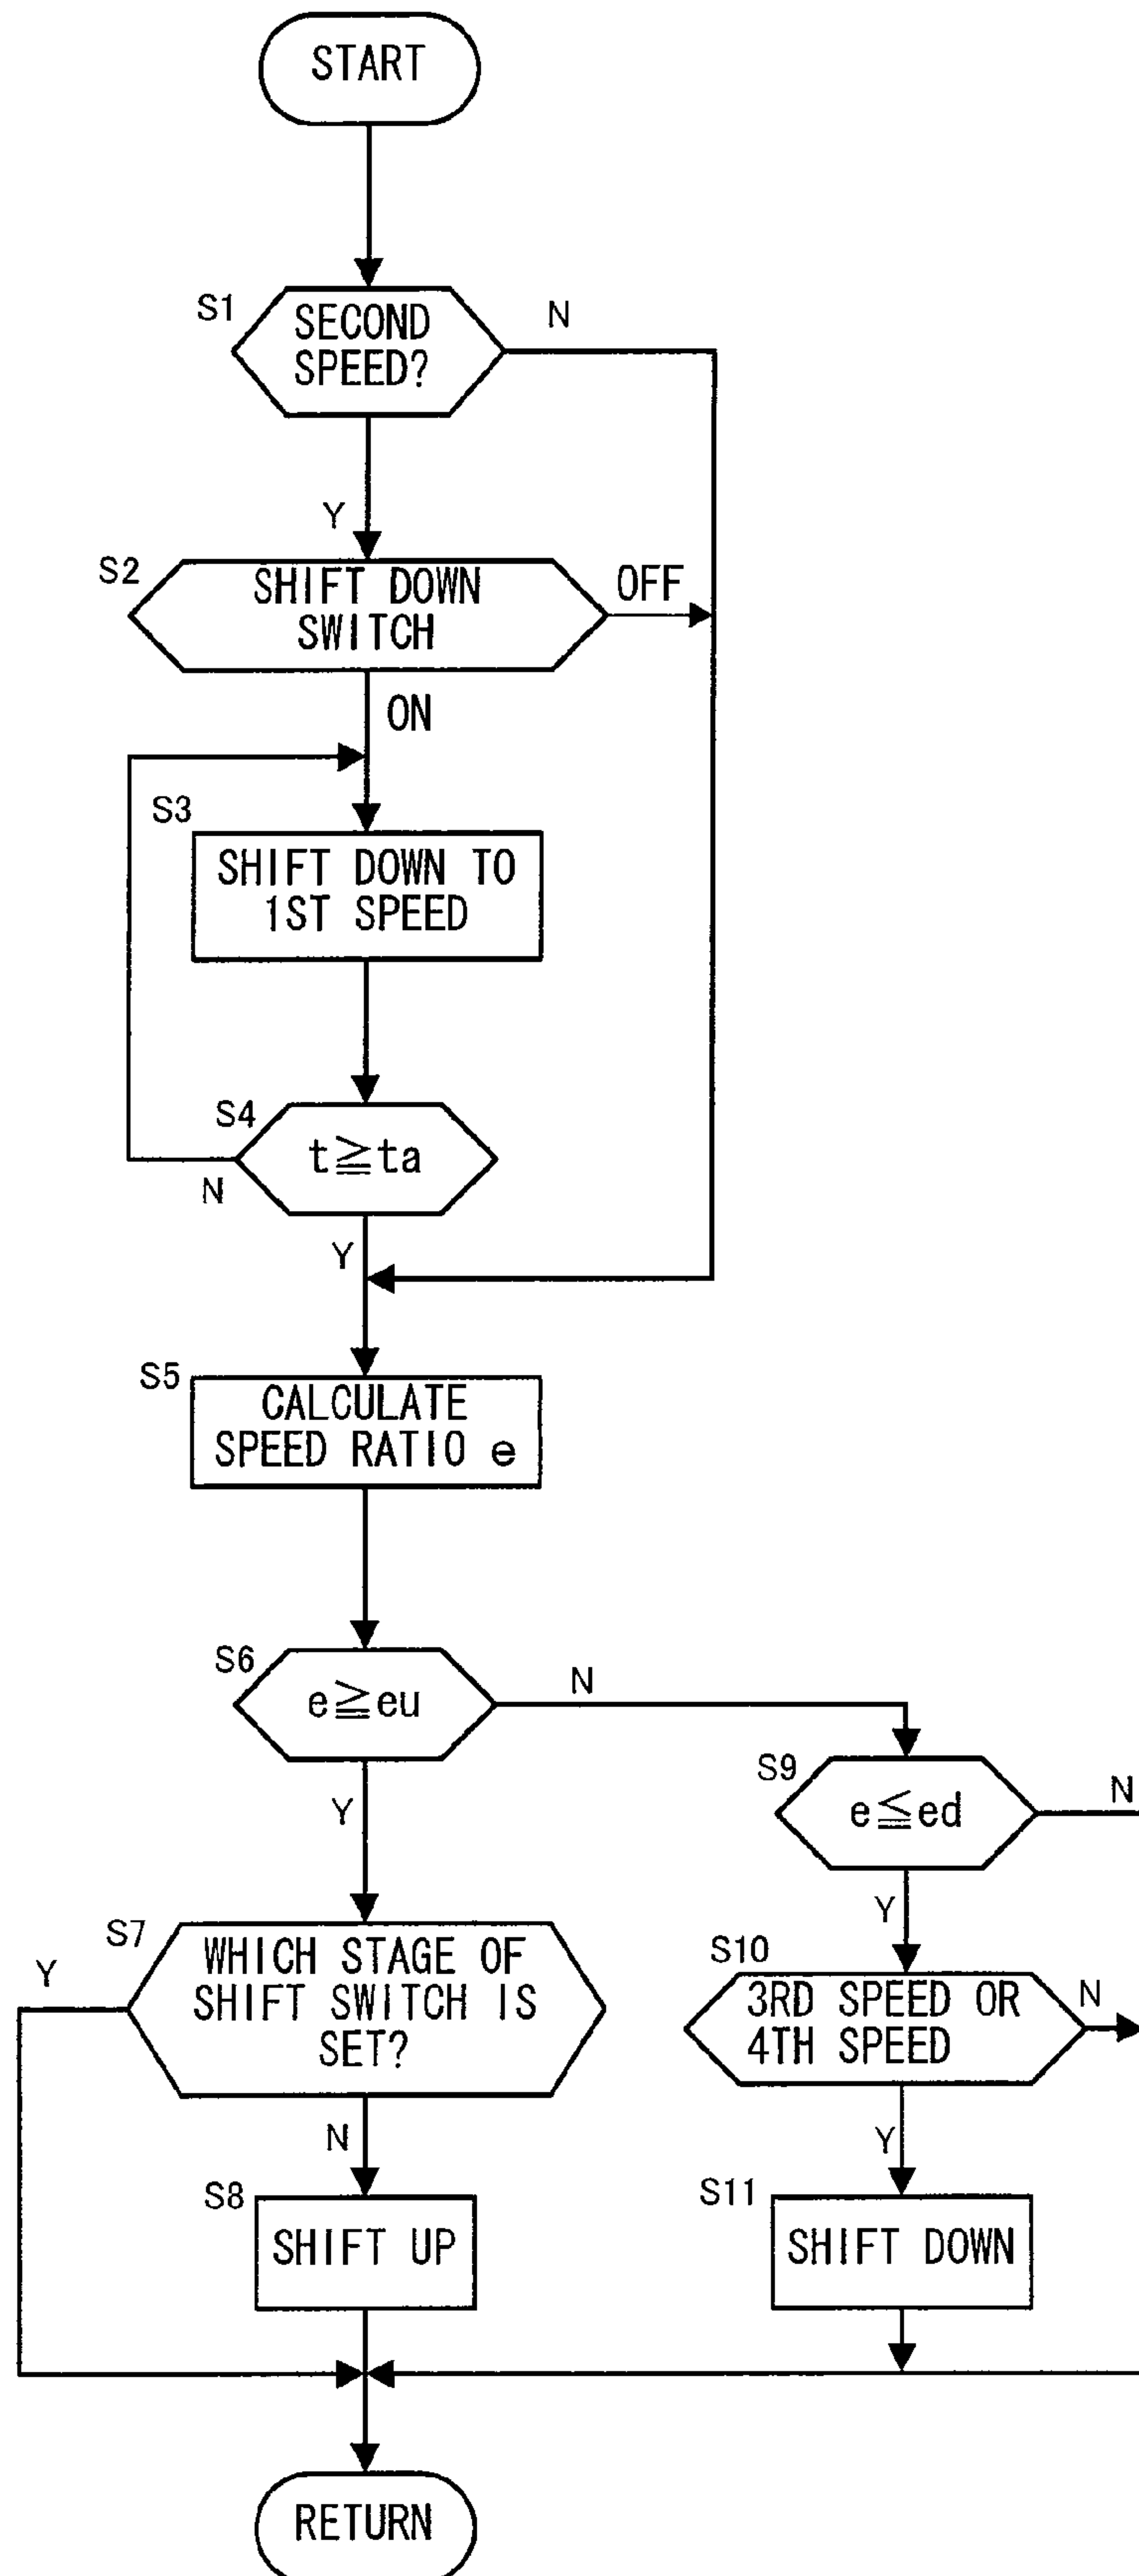 START
S1
SECOND
SPEED?
N
Y
S2
SHIFT DOWN
SWITCH
OFF
ON
S3
SHIFT DOWN TO
1ST SPEED
S4
t≧ta
N
Y
S5
CALCULATE
SPEED RATIO e
S6
e≧eu
N
Y
S9
e≦ed
N
Y
S7
WHICH STAGE OF
SHIFT SWITCH IS
SET?
Y
N
S10
3RD SPEED OR
4TH SPEED
N
Y
S8
SHIFT UP
S11
SHIFT DOWN
RETURN